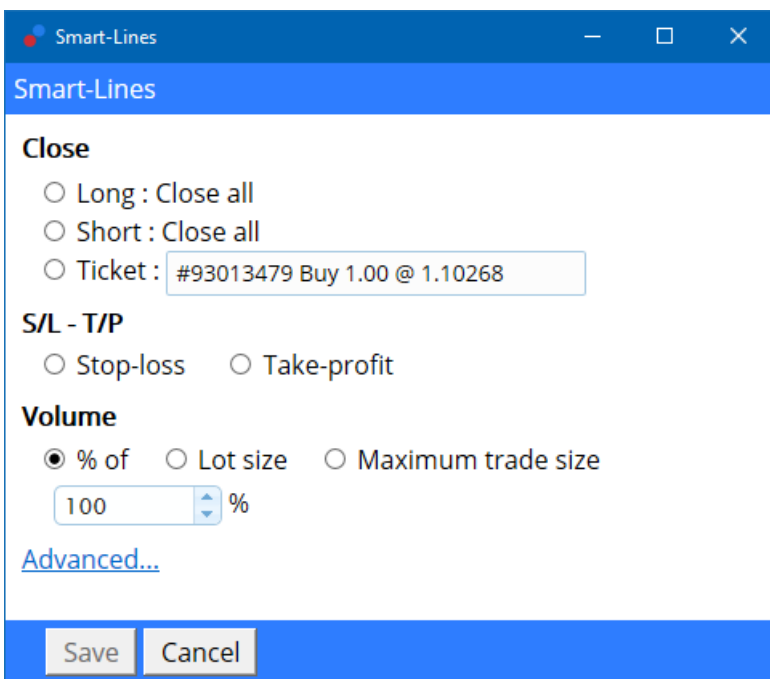 Smart-Lines
Smart-Lines
Close
Long : Close all
Short : Close all
Ticket : #93013479 Buy 1.00 @ 1.10268
S/L - T/P
Stop-loss Take-profit
Volume
% of Lot size Maximum trade size
100 %
Advanced...
Save Cancel